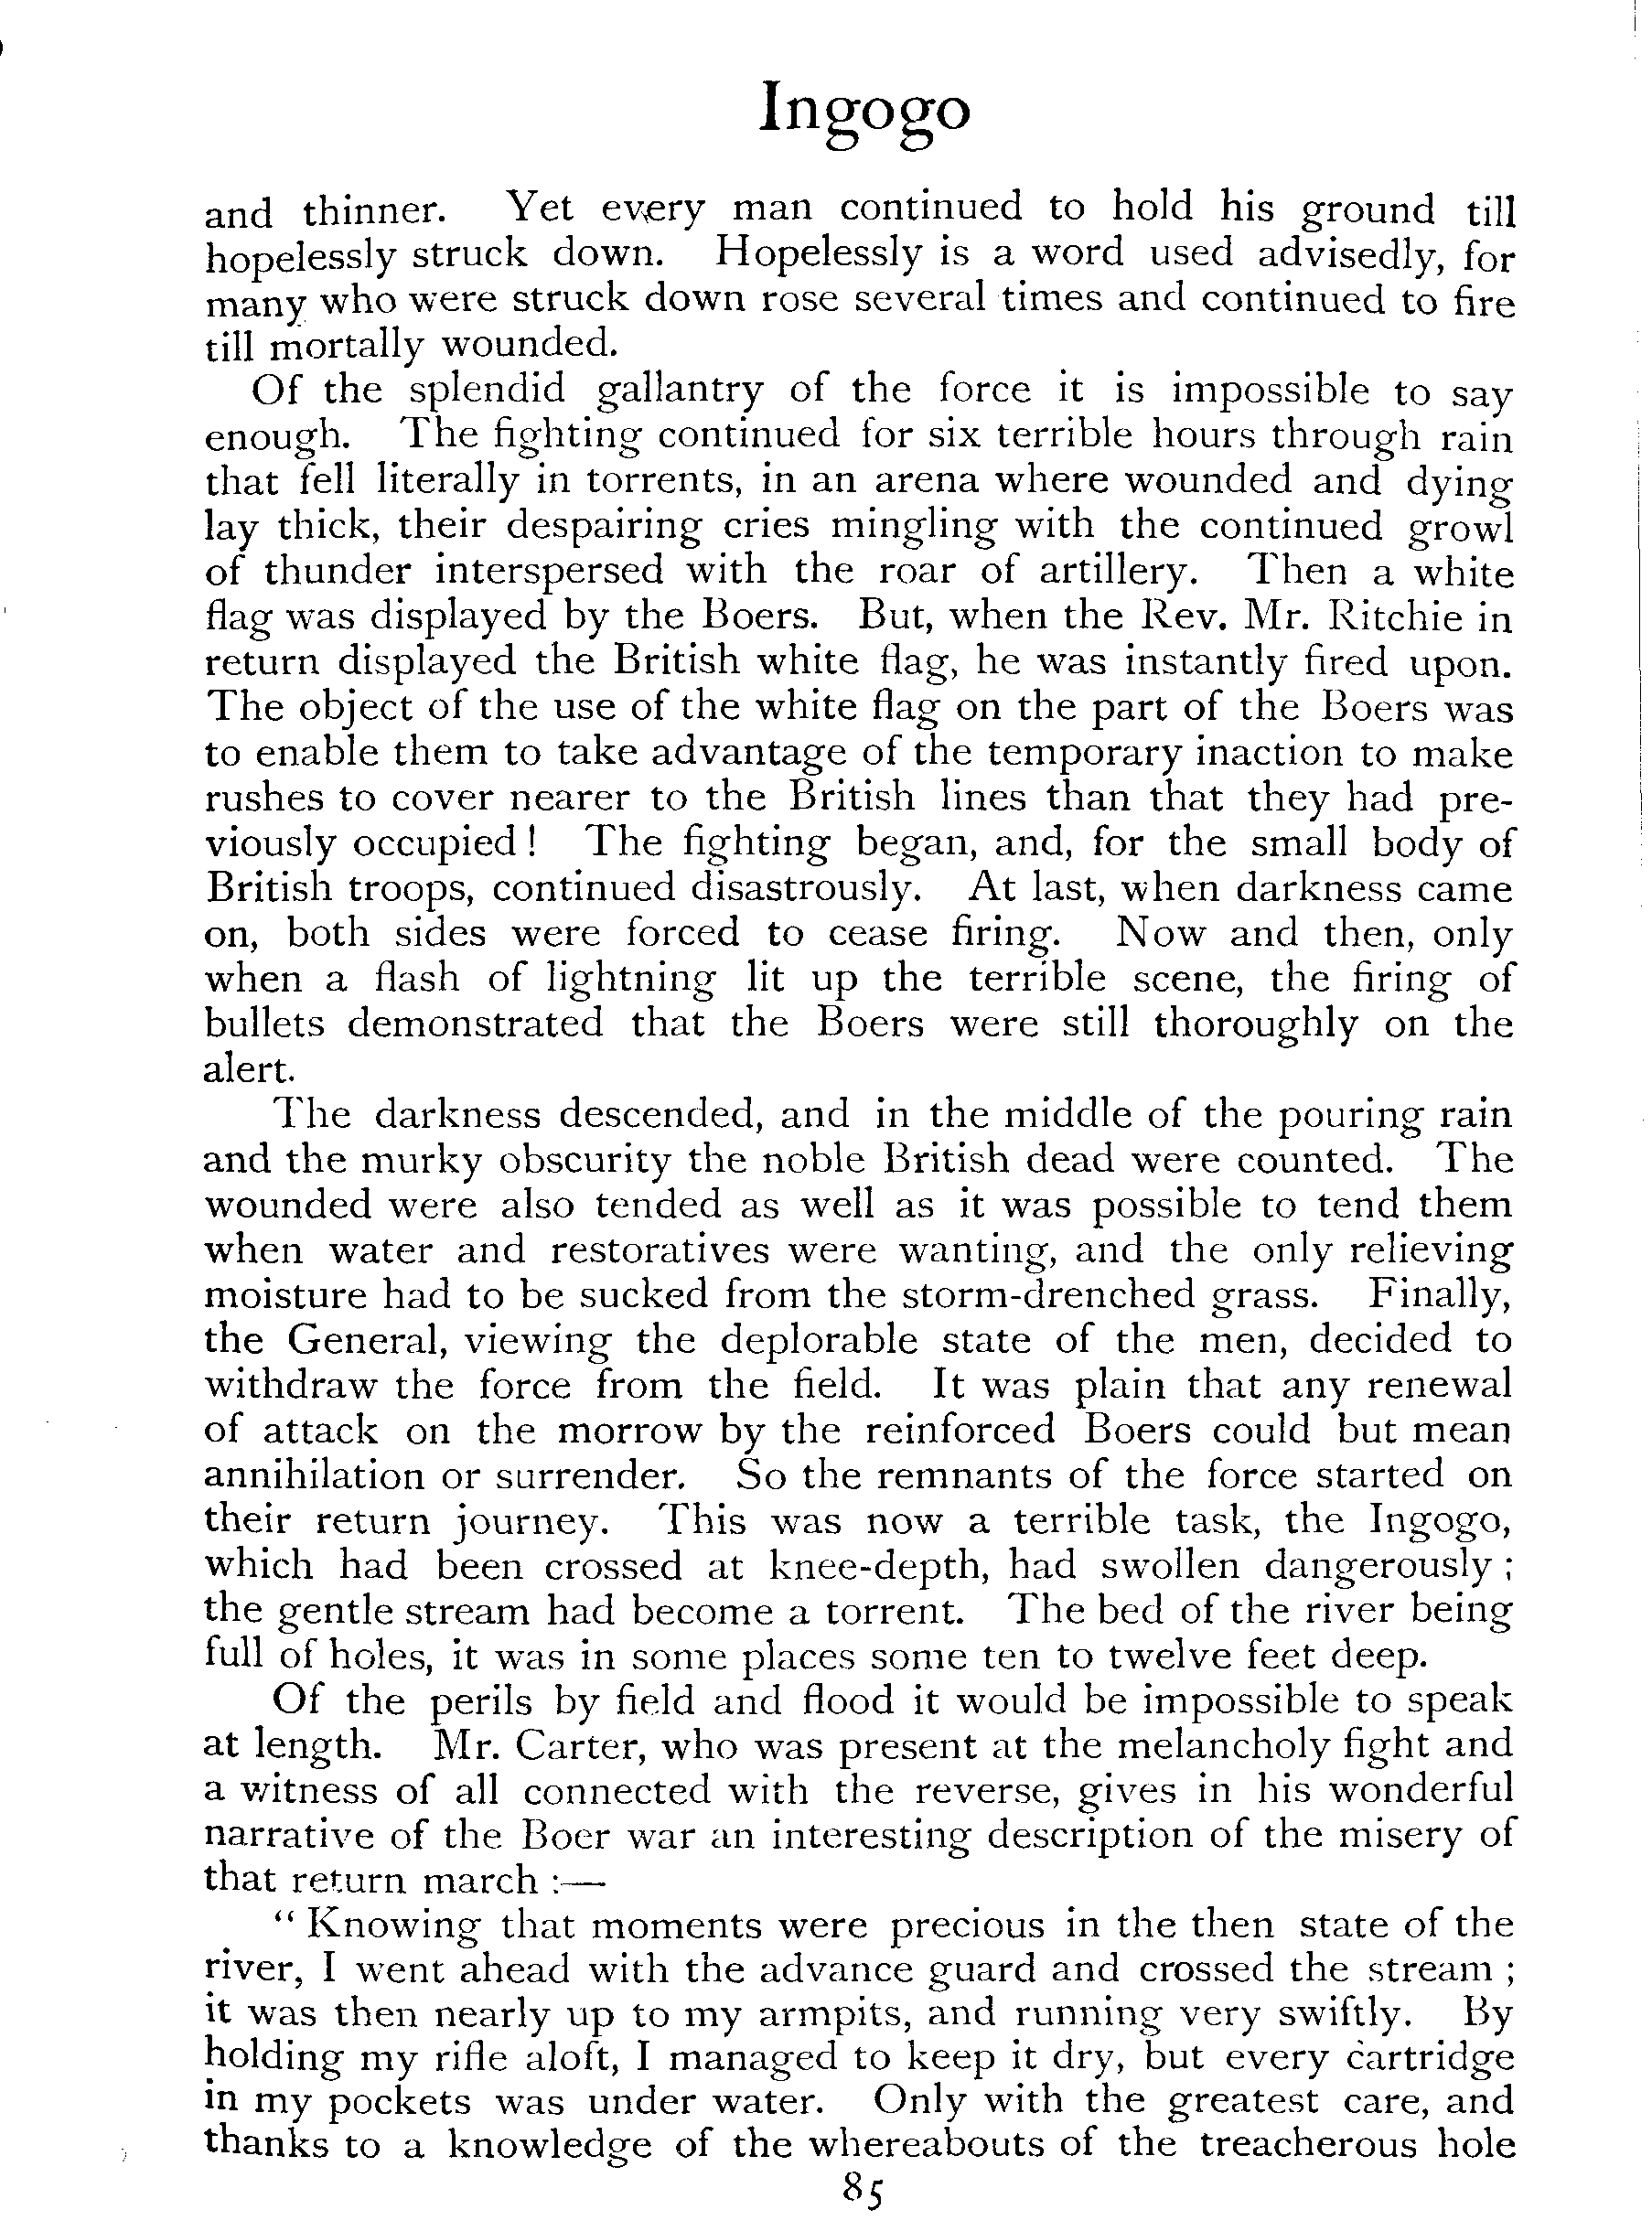 Ingogo
and thinner. Yet every man continued to hold his ground till
hopelessly struck down. Hopelessly is a word used advisedly, for
many who were struck down rose several times and continued to fire
till mortally wounded.
Of the splendid gallantry of the force it is impossible to say
enough. The fighting continued for six terrible hours through rain
that fell literally in torrents, in an arena where wounded and dying
lay thick, their despairing cries mingling with the continued growl
of thunder interspersed with the roar of artillery. Then a white
flag was displayed by the Boers. But, when the Rev. Mr. Ritchie in
return displayed the British white flag, he was instantly fired upon.
The object of the use of the white flag on the part of the Boers was
to enable them to take advantage of the temporary inaction to make
rushes to cover nearer to the British lines than that they had pre-
viously occupied! The fighting began, and, for the small body of
British troops, continued disastrously. At last, when darkness came
on, both sides were forced to cease firing. Now and then, only
when a flash of lightning lit up the terrible scene, the firing of
bullets demonstrated that the Boers were still thoroughly on the
alert.
The darkness descended, and in the middle of the pouring rain
and the murky obscurity the noble British dead were counted. The
wounded were also tended as well as it was possible to tend them
when water and restoratives were wanting, and the only relieving
moisture had to be sucked from the storm-drenched grass. Finally,
the General, viewing the deplorable state of the men, decided to
withdraw the force from the field. It was plain that any renewal
of attack on the morrow by the reinforced Boers could but mean
annihilation or surrender. So the remnants of the force started on
their return journey. This was now a terrible task, the Ingogo,
which had been crossed at knee-depth, had swollen dangerously;
the gentle stream had become a torrent. The bed of the river being
full of holes, it was in some places some ten to twelve feet deep.
Of the perils by field and flood it would be impossible to speak
at length. Mr. Carter, who was present at the melancholy fight and
a witness of all connected with the reverse, gives in his wonderful
narrative of the Boer war an interesting description of the misery of
that return march :—
“Knowing that moments were precious in the then state of the
river, I went ahead with the advance guard and crossed the stream;
it was then nearly up to my armpits, and running very swiftly. By
holding my rifle aloft, I managed to keep it dry, but every cartridge
in my pockets was under water. Only with the greatest care, and
thanks to a knowledge of the whereabouts of the treacherous hole
85